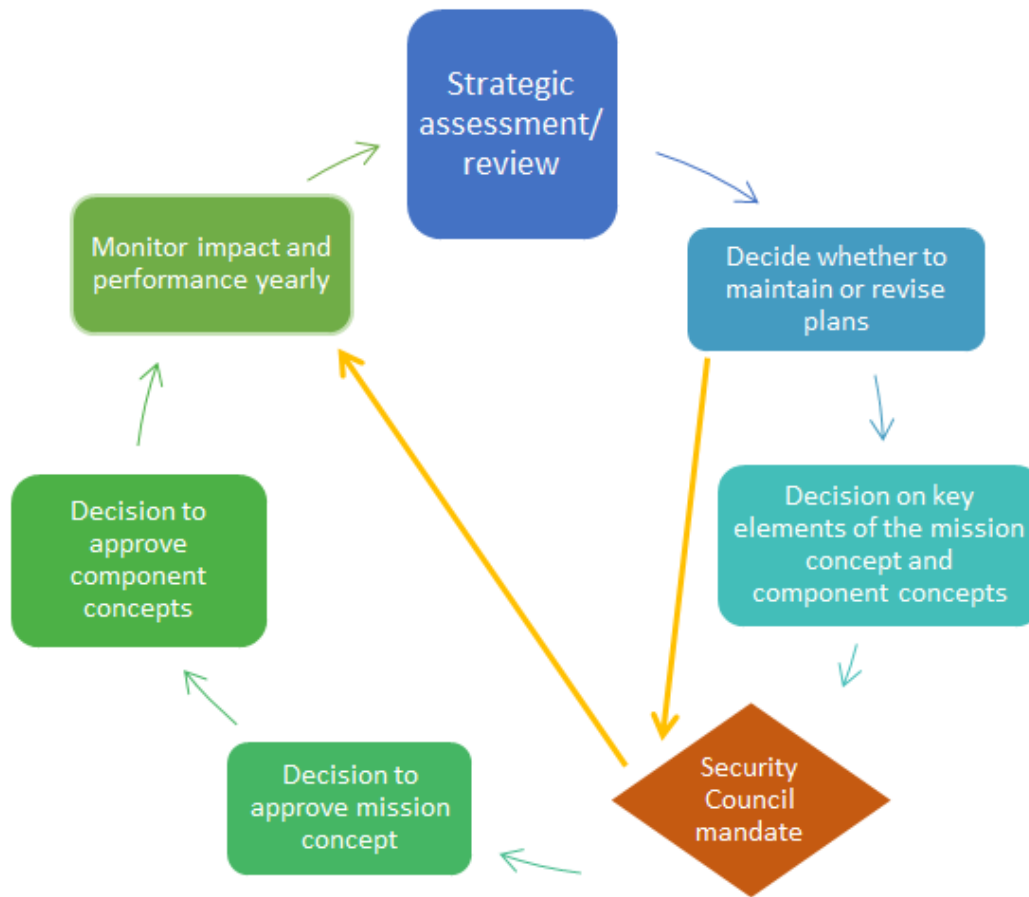 Strategic
assessment/
review
Decide whether to
maintain or revise
plans
Decision on key
elements of the mission
concept and
component concepts
Security
Council
mandate
Decision to
approve mission
concept
Decision to
approve
component
concepts
Monitor impact and
performance yearly